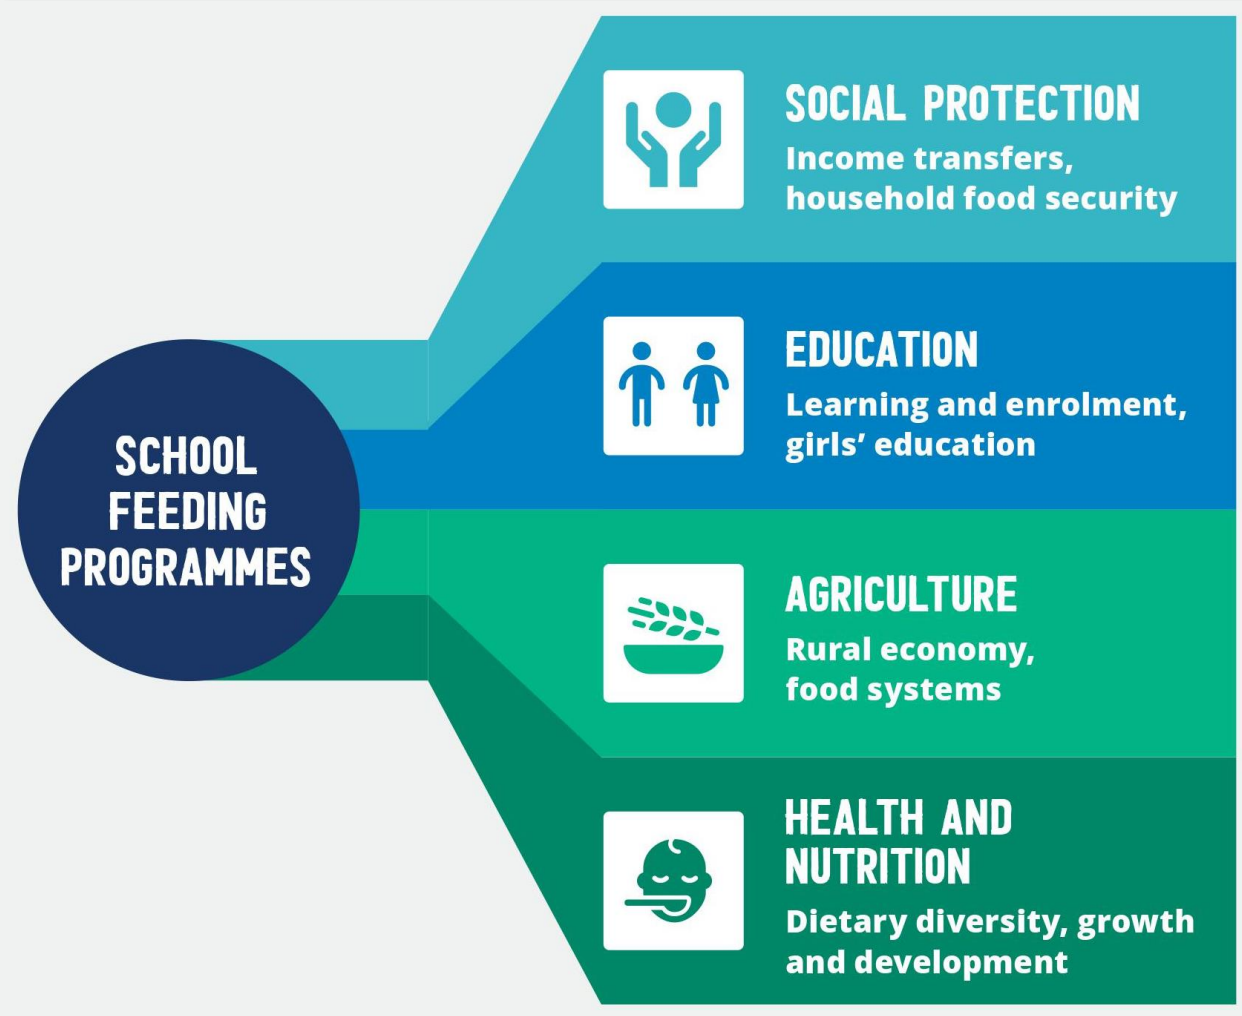 SCHOOL
FEEDING
PROGRAMMES
SOCIAL PROTECTION
Income transfers,
household food security
EDUCATION
Learning and enrolment,
girls’ education
AGRICULTURE
Rural economy,
food systems
HEALTH AND
NUTRITION
Dietary diversity, growth
and development